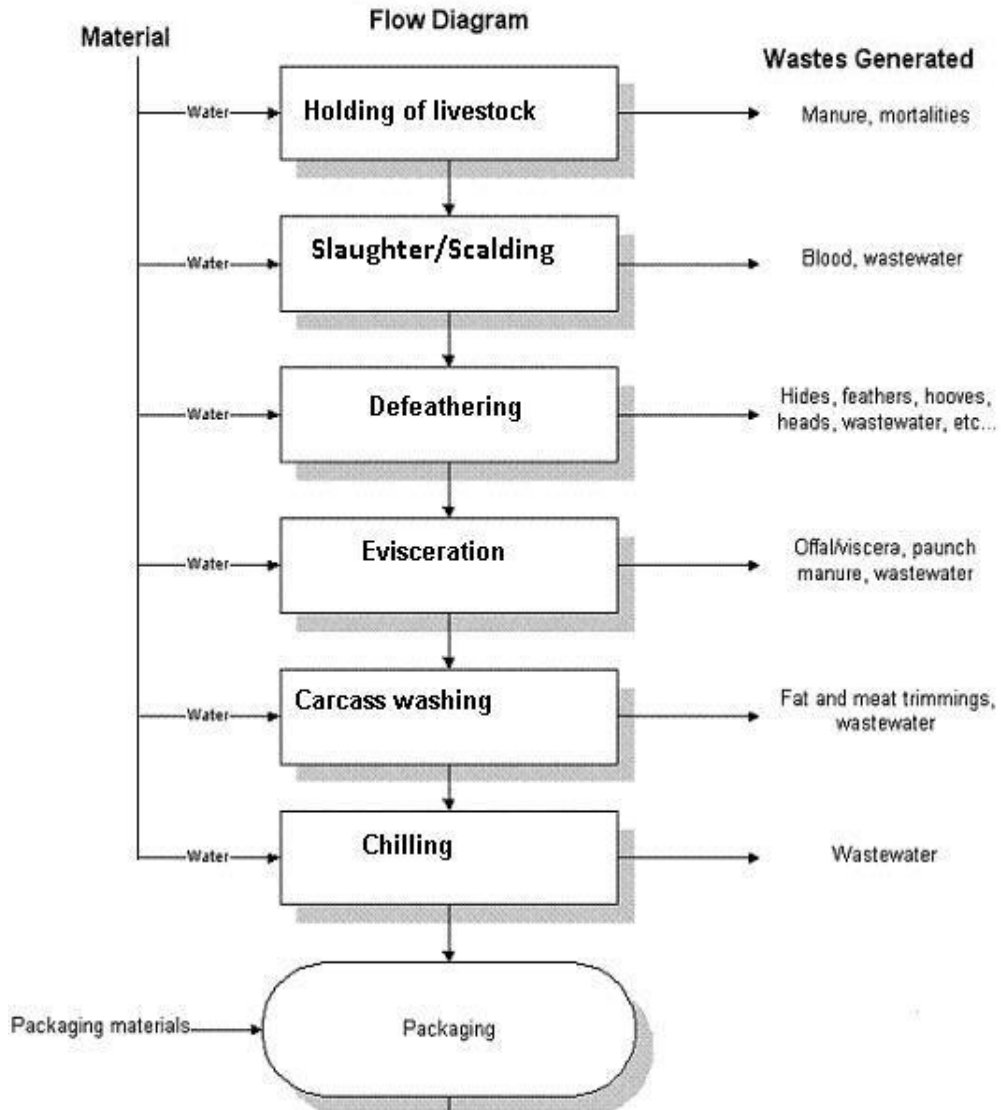 Flow Diagram
Material
Wastes Generated
Water
Holding of livestock
Manure, mortalities
Water
Slaughter/Scalding
Blood, wastewater
Water
Defeathering
Hides, feathers, hooves,
heads, wastewater, etc...
Water
Evisceration
Offal/viscera, paunch
manure, wastewater
Water
Carcass washing
Fat and meat trimmings,
wastewater
Water
Chilling
Wastewater
Packaging materials
Packaging